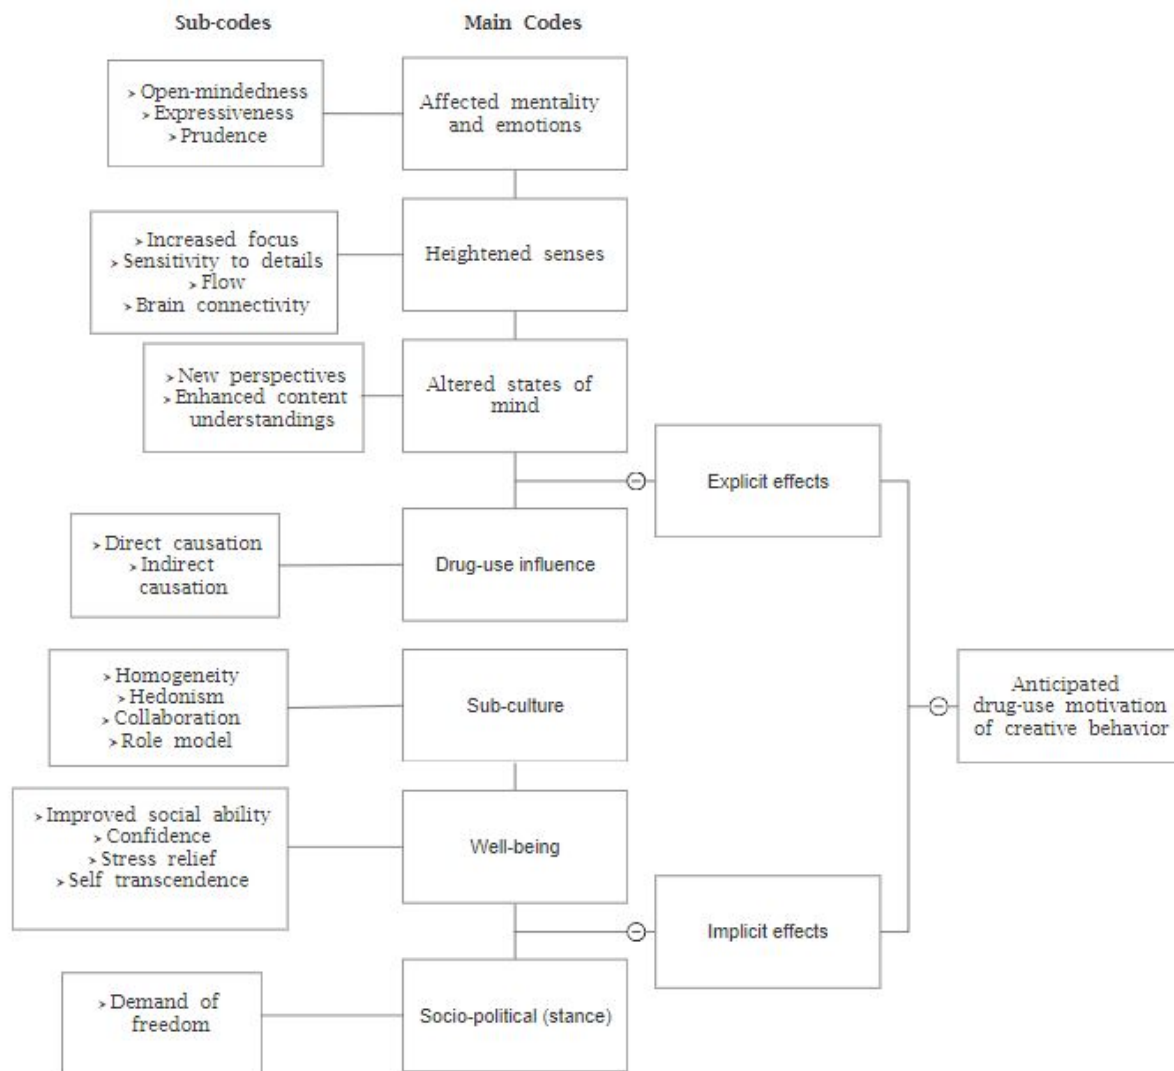 Sub-codes
Main Codes
➤ Open-mindedness
➤ Expressiveness
➤ Prudence
Affected mentality
and emotions
➤ Increased focus
➤ Sensitivity to details
➤ Flow
➤ Brain connectivity
Heightened senses
➤ New perspectives
➤ Enhanced content
understandings
Altered states of
mind
Explicit effects
➤ Direct causation
➤ Indirect
causation
Drug-use influence
➤ Homogeneity
➤ Hedonism
➤ Collaboration
➤ Role model
Sub-culture
Anticipated
drug-use motivation
of creative behavior
➤ Improved social ability
➤ Confidence
➤ Stress relief
➤ Self transcendence
Well-being
Implicit effects
➤ Demand of
freedom
Socio-political (stance)